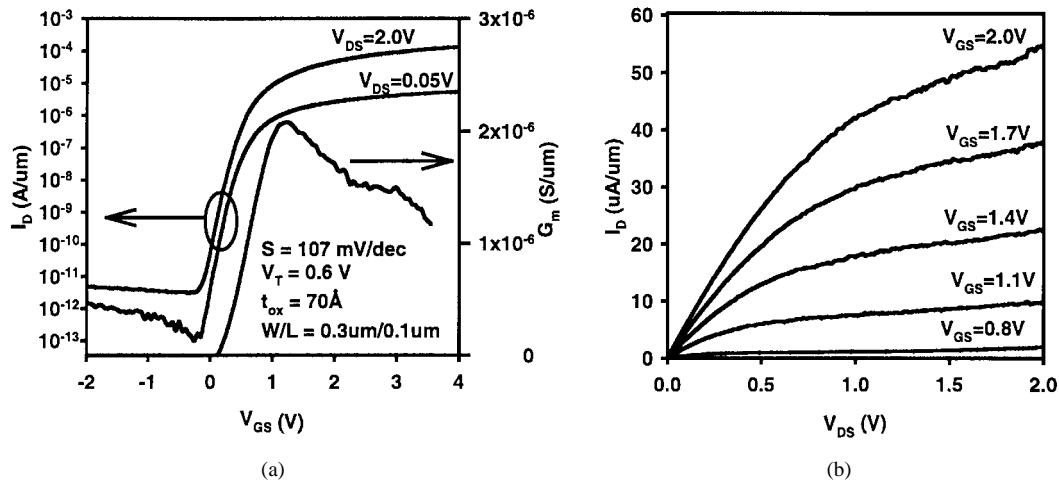 10⁻³
10⁻⁴
10⁻⁵
10⁻⁶
10⁻⁷
10⁻⁸
10⁻⁹
10⁻¹⁰
10⁻¹¹
10⁻¹²
10⁻¹³
I_D (A/um)
V_DS=2.0V
V_DS=0.05V
S = 107 mV/dec
V_T = 0.6 V
t_ox = 70Å
W/L = 0.3um/0.1um
3x10⁻⁶
2x10⁻⁶
1x10⁻⁶
0
G_m (S/um)
-2 -1 0 1 2 3 4
V_GS (V)
(a)
60
50
40
30
20
10
0
I_D (uA/um)
V_GS=2.0V
V_GS=1.7V
V_GS=1.4V
V_GS=1.1V
V_GS=0.8V
0.0 0.5 1.0 1.5 2.0
V_DS (V)
(b)